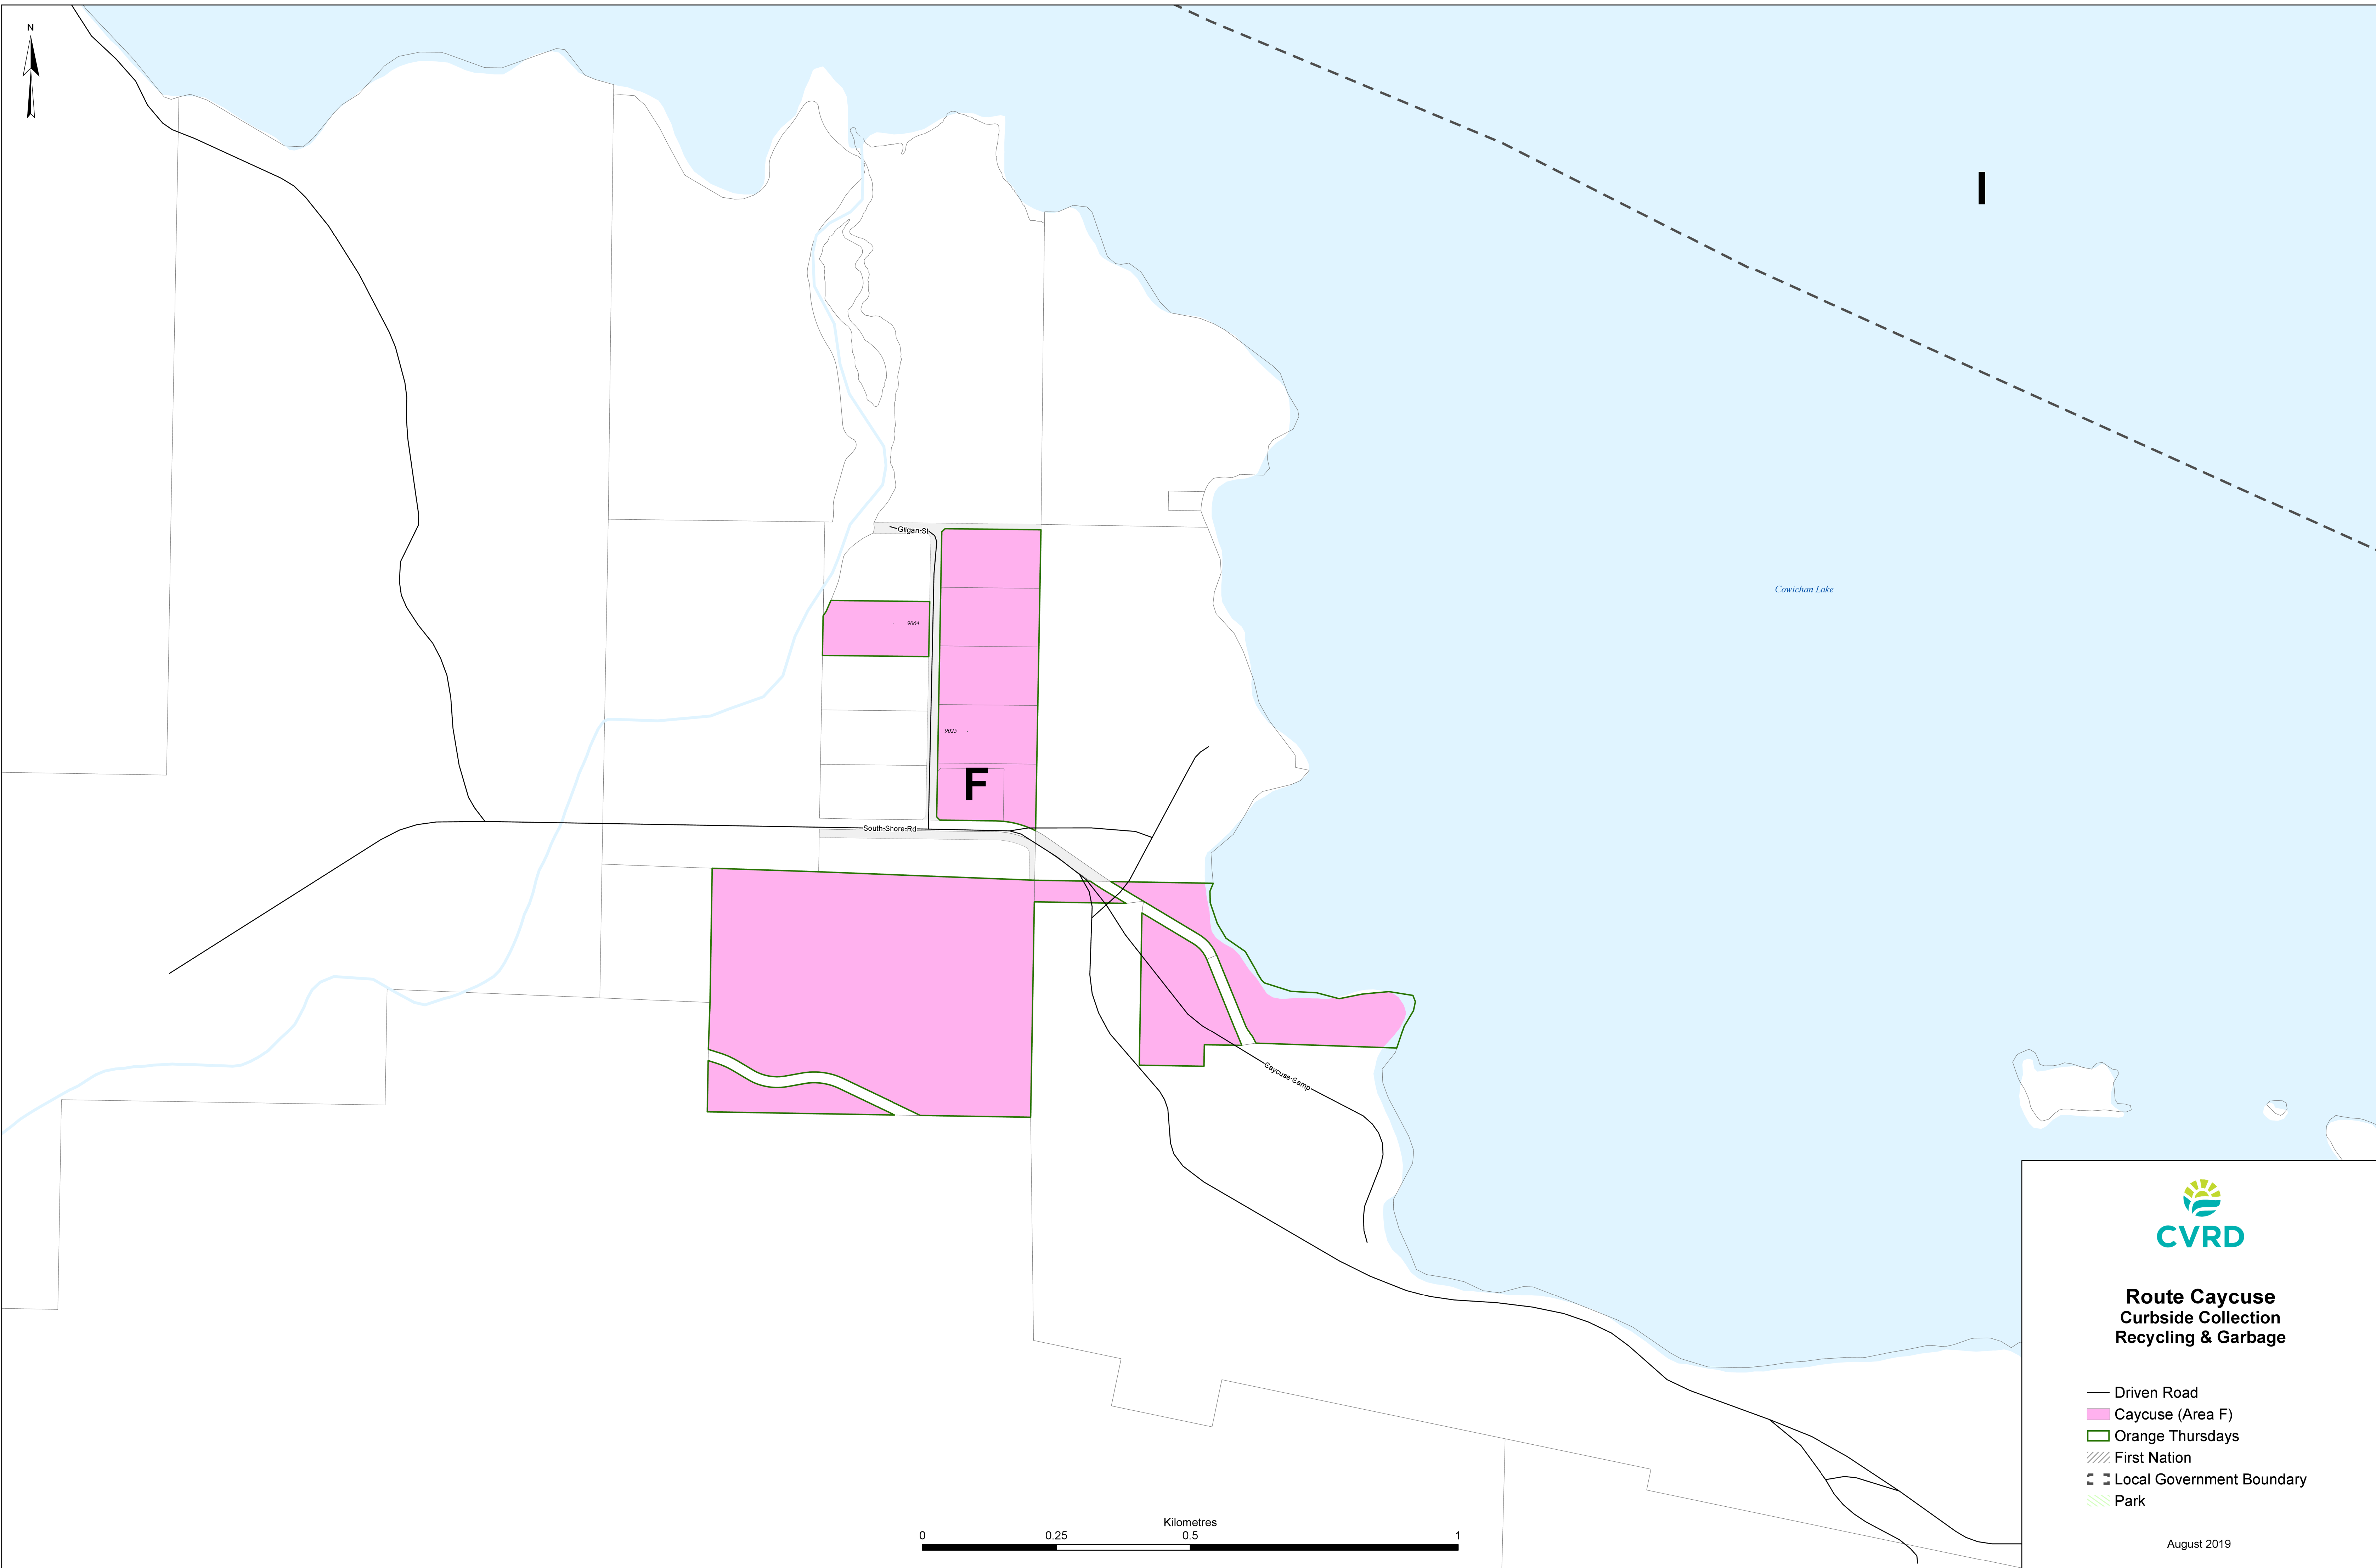 N
I
Gilgan St
Cowichan Lake
9064
9025
F
South Shore Rd
Caycuse Camp
CVRD
Route Caycuse
Curbside Collection
Recycling & Garbage
Driven Road
Caycuse (Area F)
Orange Thursdays
First Nation
Local Government Boundary
Park
Kilometres
0 0.25 0.5 1
August 2019